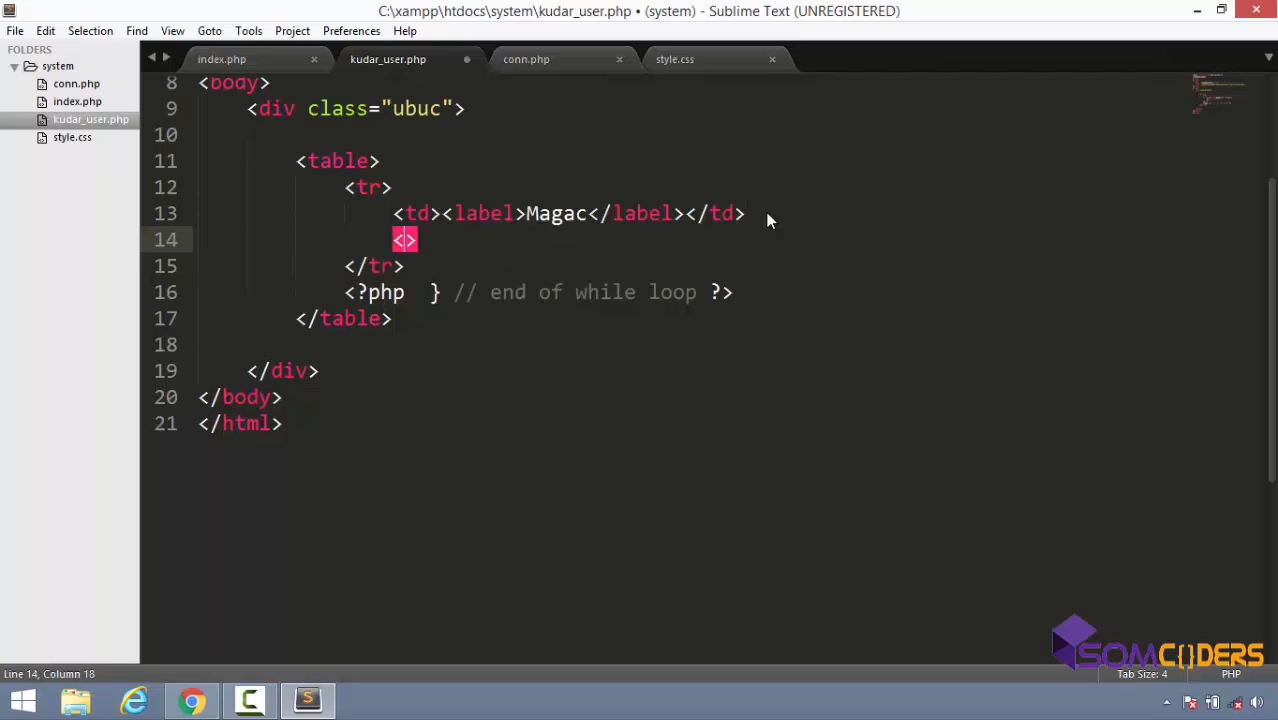 C:\xampp\htdocs\system\kudar_user.php • (system) - Sublime Text (UNREGISTERED)
File Edit Selection Find View Goto Tools Project Preferences Help
FOLDERS
system
conn.php
index.php
kudar_user.php
style.css
index.php × kudar_user.php • conn.php × style.css ×
8 <body>
9 <div class="ubuc">
10
11 <table>
12 <tr>
13 <td><label>Magac</label></td>
14 <>
15 </tr>
16 <?php } // end of while loop ?>
17 </table>
18
19 </div>
20 </body>
21 </html>
SOMC{}DERS
Line 14, Column 18 Tab Size: 4 PHP